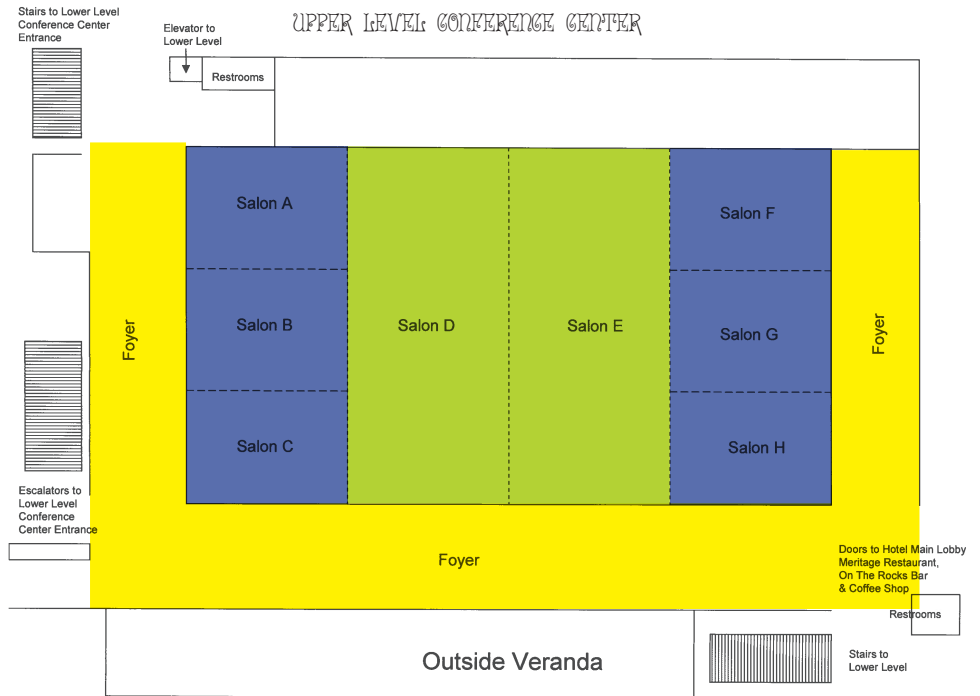 UPPER LEVEL CONFERENCE CENTER
Stairs to Lower Level
Conference Center
Entrance
Elevator to
Lower Level
Restrooms
Salon A
Salon F
Foyer
Salon B
Salon D
Salon E
Salon G
Foyer
Salon C
Salon H
Escalators to
Lower Level
Conference
Center Entrance
Foyer
Doors to Hotel Main Lobby
Meritage Restaurant,
On The Rocks Bar
& Coffee Shop
Restrooms
Outside Veranda
Stairs to
Lower Level